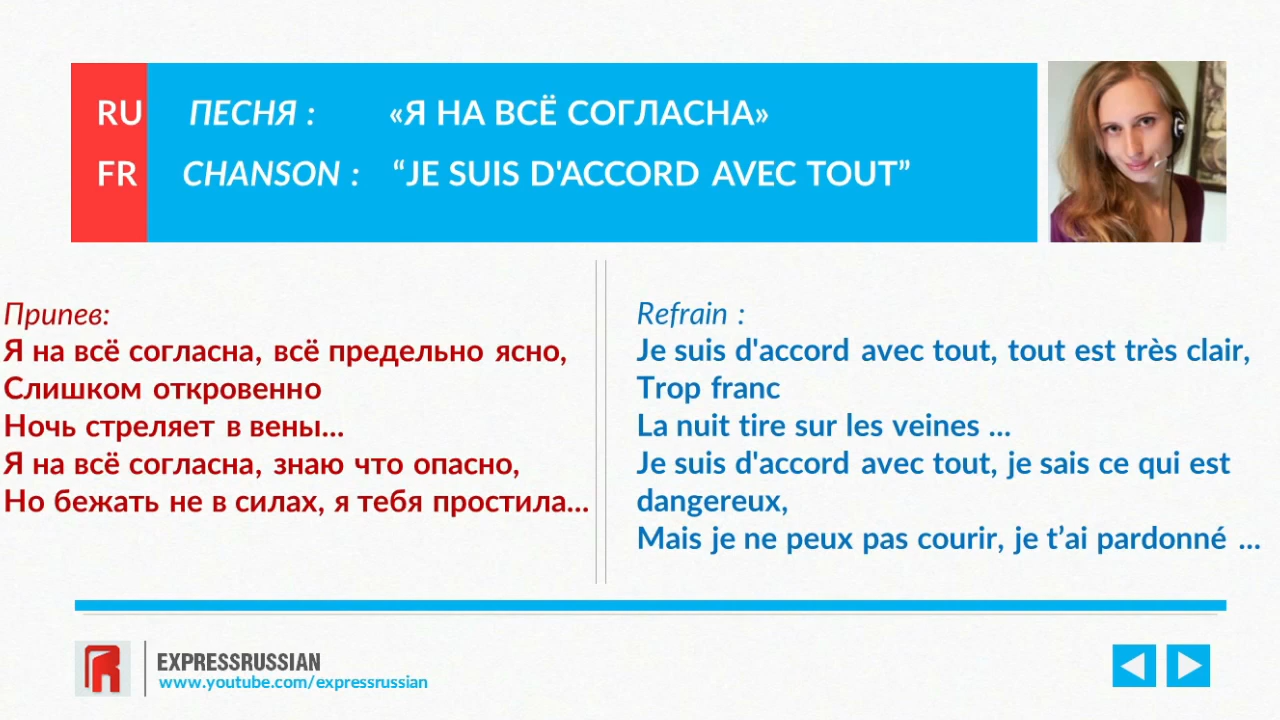 RU ПЕСНЯ : «Я НА ВСЁ СОГЛАСНА»
FR CHANSON : “JE SUIS D'ACCORD AVEC TOUT”
Припев:
Я на всё согласна, всё предельно ясно,
Слишком откровенно
Ночь стреляет в вены...
Я на всё согласна, знаю что опасно,
Но бежать не в силах, я тебя простила...
Refrain :
Je suis d'accord avec tout, tout est très clair,
Trop franc
La nuit tire sur les veines ...
Je suis d'accord avec tout, je sais ce qui est
dangereux,
Mais je ne peux pas courir, je t’ai pardonné ...
EXPRESSRUSSIAN
www.youtube.com/expressrussian